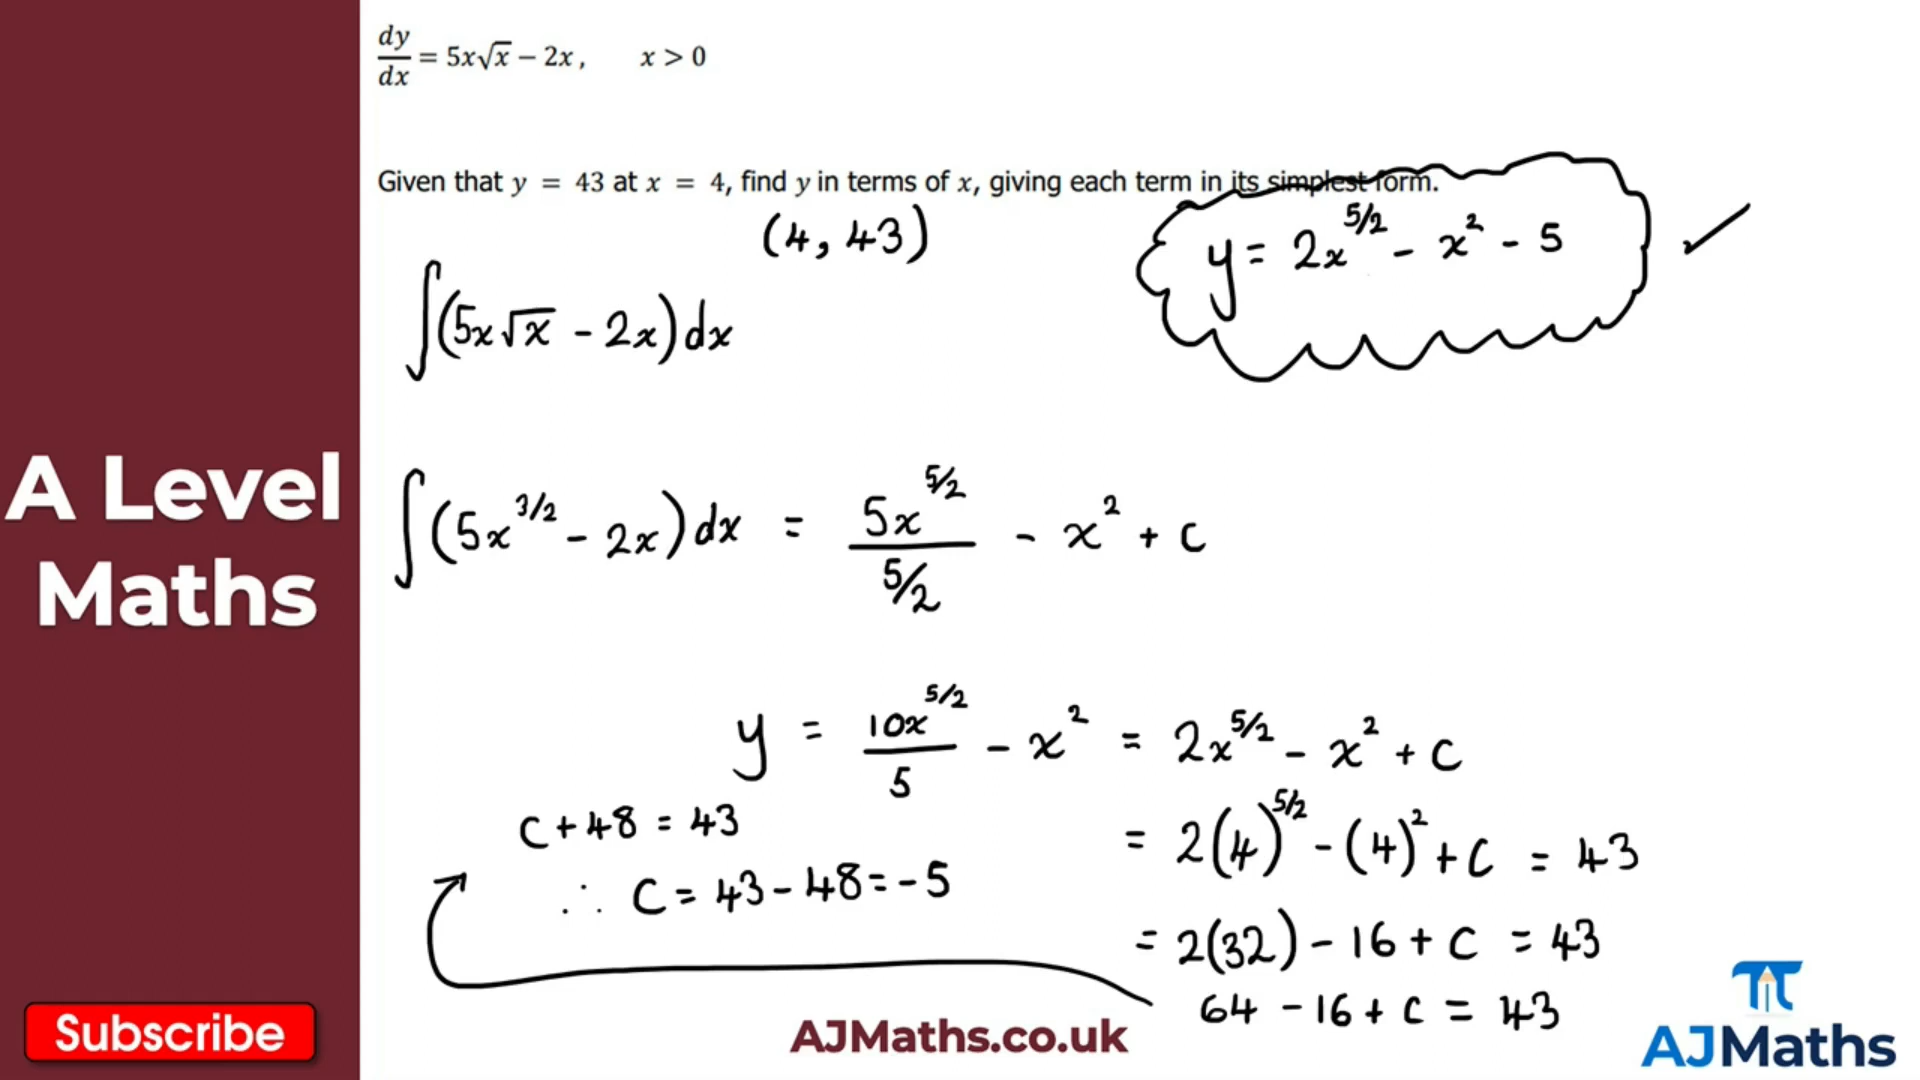 dy/dx = 5x√x − 2x, x > 0
Given that y = 43 at x = 4, find y in terms of x, giving each term in its simplest form.
(4, 43)
y = 2x^5/2 - x² - 5 ✓
∫(5x√x - 2x)dx
A Level
Maths
∫(5x^3/2 - 2x)dx = 5x^5/2 / 5/2 - x² + c
y = 10x^5/2 / 5 - x² = 2x^5/2 - x² + c
C + 48 = 43
= 2(4)^5/2 - (4)² + C = 43
∴ C = 43 - 48 = -5
= 2(32) - 16 + C = 43
64 - 16 + C = 43
Subscribe
AJMaths.co.uk
AJMaths